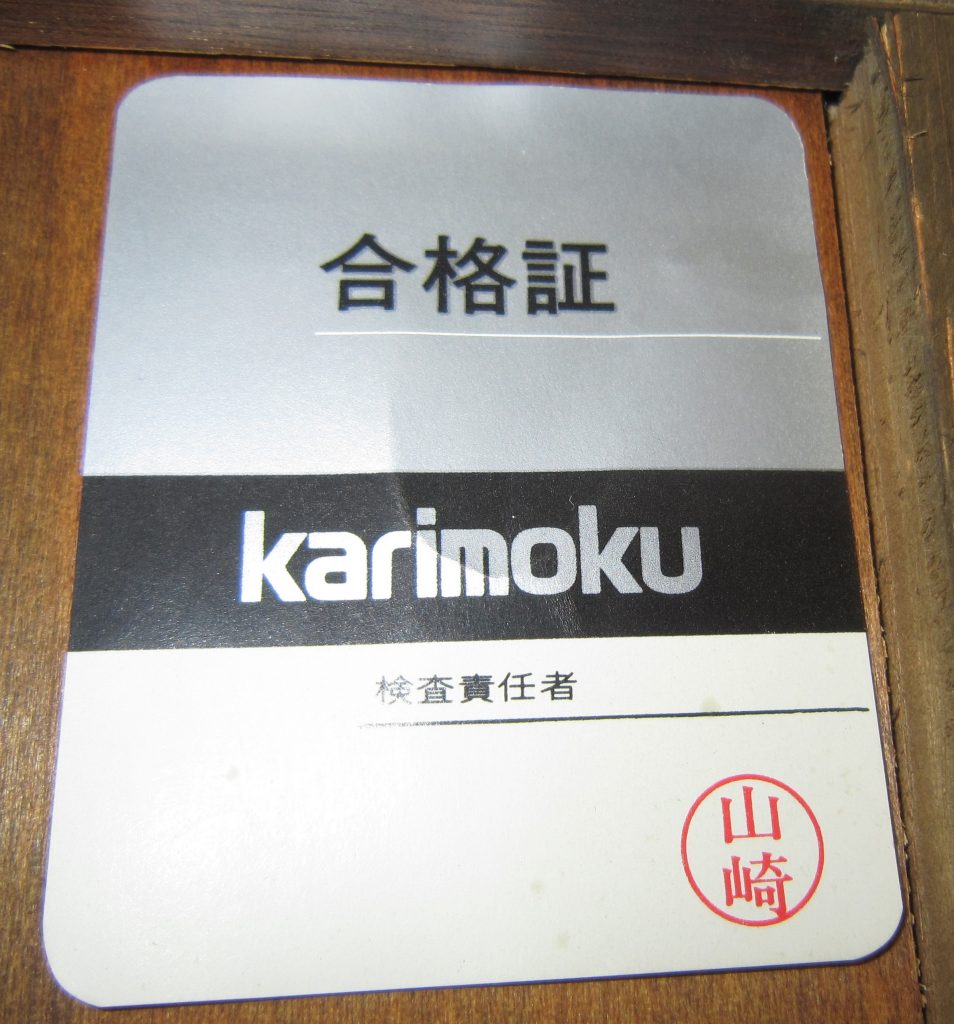 合格証
karimoku
検査責任者
山
崎